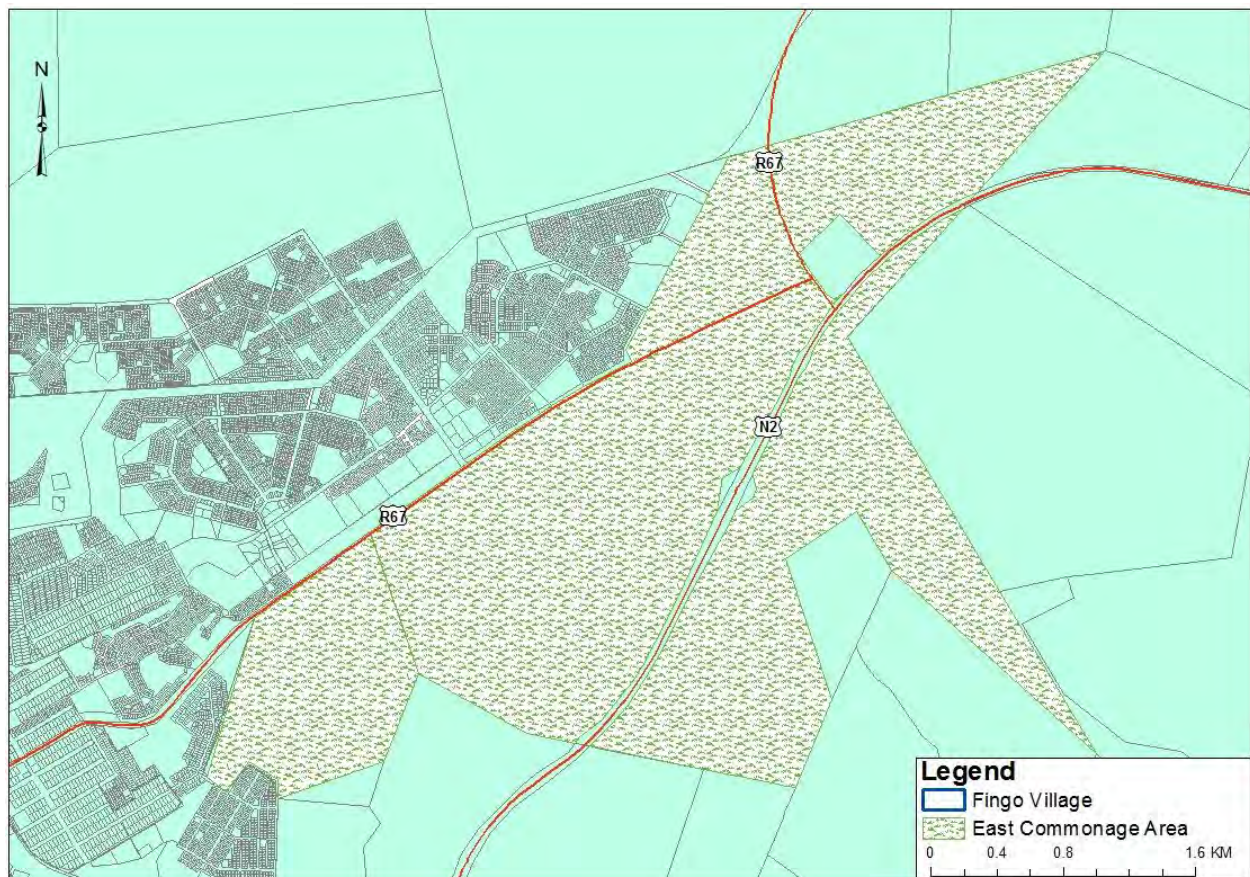 N
R67
N2
R67
Legend
Fingo Village
East Commonage Area
0 0.4 0.8 1.6 KM